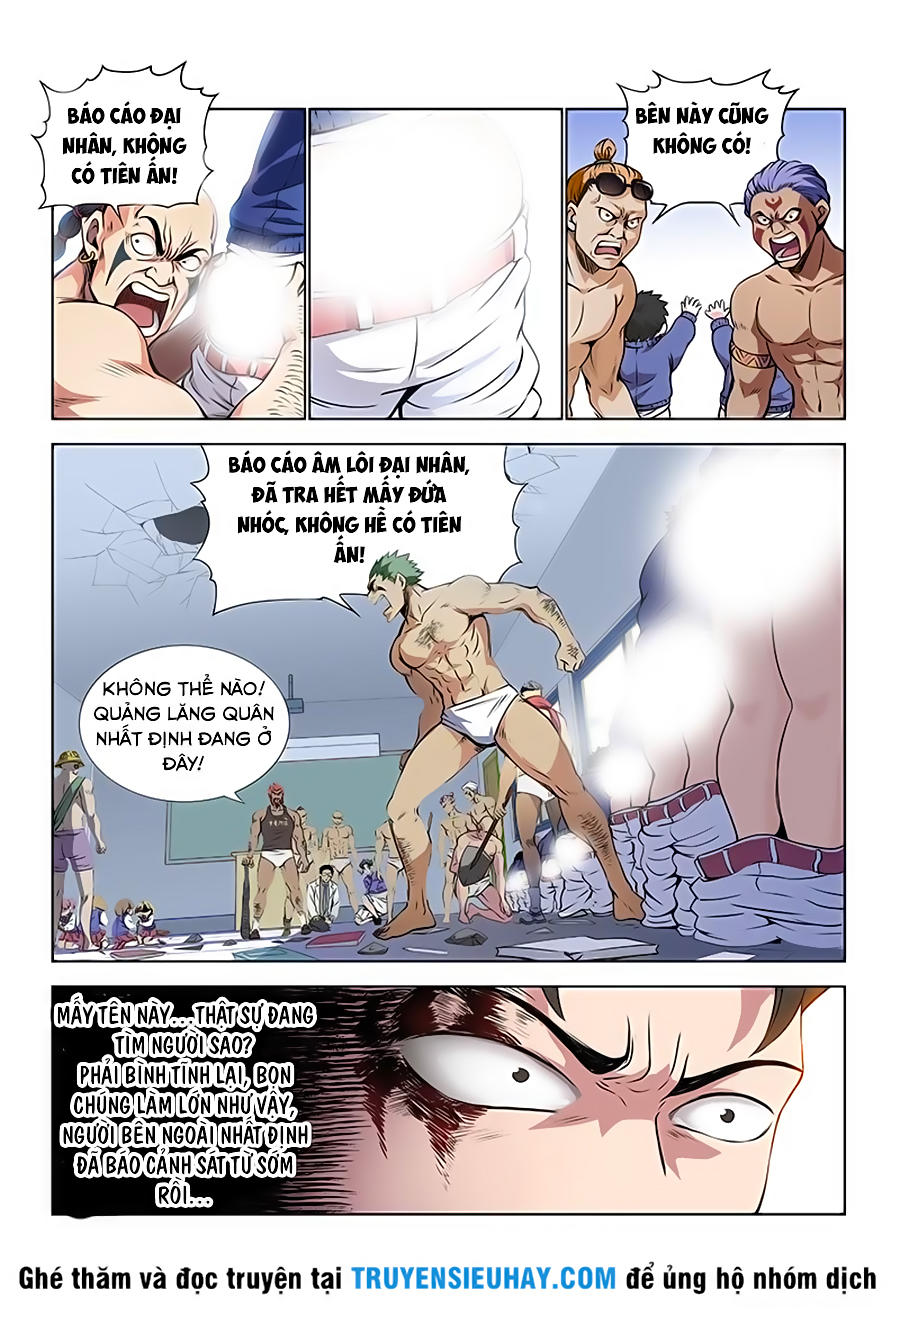 BÁO CÁO ĐẠI
NHÂN, KHÔNG
CÓ TIÊN ẤN!
BÊN NÀY CŨNG
KHÔNG CÓ!
BÁO CÁO ÂM LÔI ĐẠI NHÂN,
ĐÃ TRA HẾT MẤY ĐỨA
NHÓC, KHÔNG HỀ CÓ TIÊN
ẤN!
KHÔNG THỂ NÀO!
QUẢNG LĂNG QUÂN
NHẤT ĐỊNH ĐANG Ở
ĐÂY!
MẤY TÊN NÀY...THẬT SỰ ĐANG
TÌM NGƯỜI SAO?
PHẢI BÌNH TĨNH LẠI, BỌN
CHÚNG LÀM LỚN NHƯ VẬY,
NGƯỜI BÊN NGOÀI NHẤT ĐỊNH
ĐÃ BÁO CẢNH SÁT TỪ SỚM
RỒI...
Ghé thăm và đọc truyện tại TRUYENSIEUHAY.COM để ủng hộ nhóm dịch